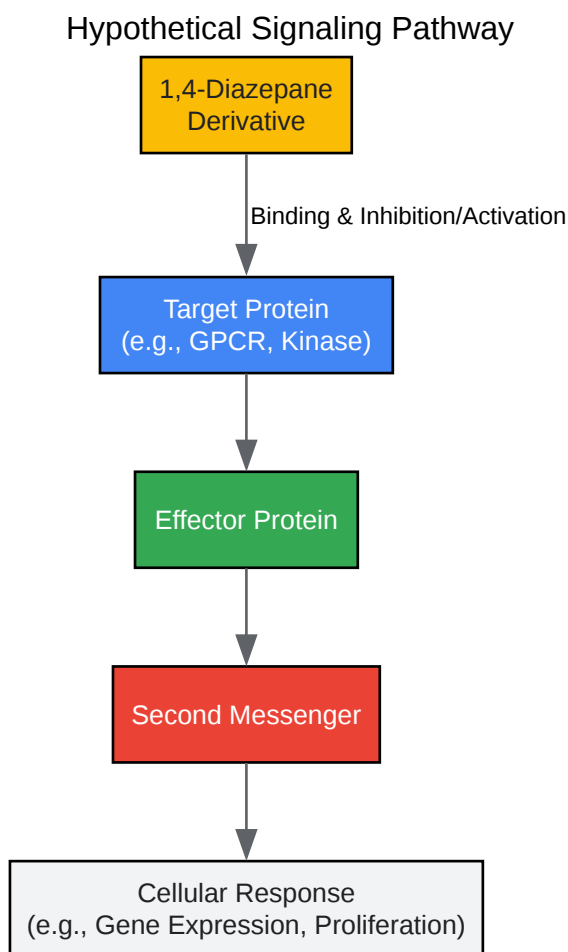 Hypothetical Signaling Pathway
1,4-Diazepane
Derivative
Binding & Inhibition/Activation
Target Protein
(e.g., GPCR, Kinase)
Effector Protein
Second Messenger
Cellular Response
(e.g., Gene Expression, Proliferation)